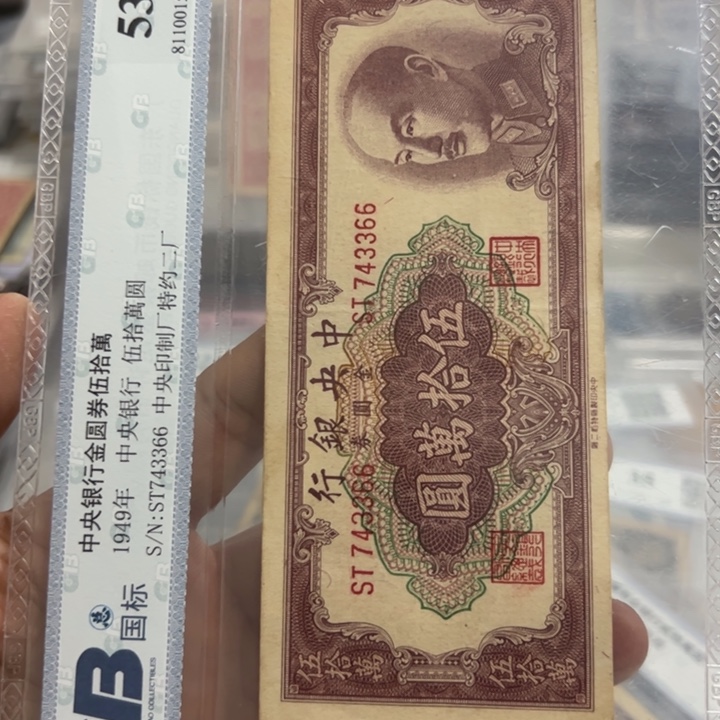 中央银行金圆券伍拾萬
1949年 中央银行 伍拾萬圆
S/N:ST743366 中央印制厂特约二厂
53
811001
GB
国标
中央銀行
金圓券
ST743366
ST743366
伍拾萬圓
伍拾萬
伍拾萬